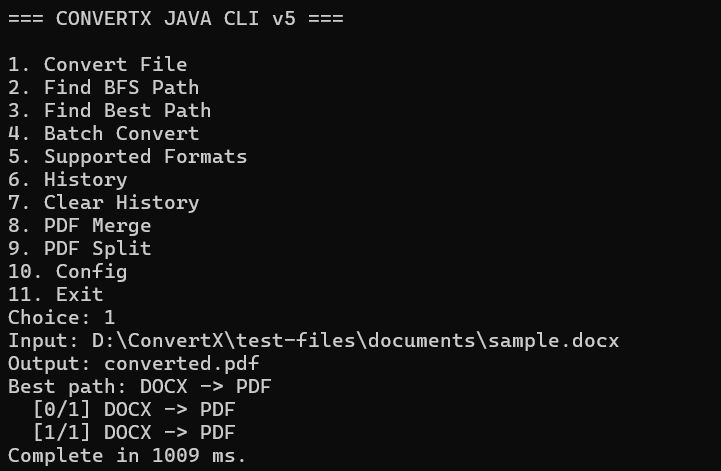 === CONVERTX JAVA CLI v5 ===
1. Convert File
2. Find BFS Path
3. Find Best Path
4. Batch Convert
5. Supported Formats
6. History
7. Clear History
8. PDF Merge
9. PDF Split
10. Config
11. Exit
Choice: 1
Input: D:\ConvertX\test-files\documents\sample.docx
Output: converted.pdf
Best path: DOCX -> PDF
  [0/1] DOCX -> PDF
  [1/1] DOCX -> PDF
Complete in 1009 ms.